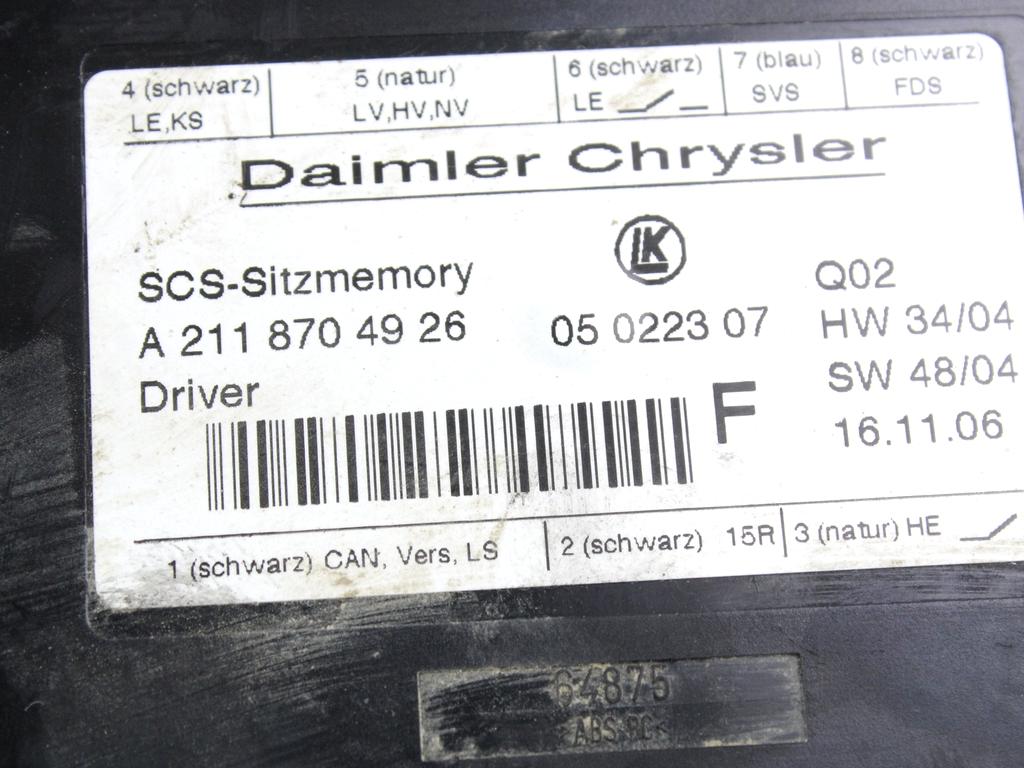 4 (schwarz) 5 (natur) 6 (schwarz) 7 (blau) 8 (schwarz)
LE,KS LV,HV,NV LE SVS FDS
Daimler Chrysler
LK
SCS-Sitzmemory Q02
A 211 870 49 26 05 0223 07 HW 34/04
Driver SW 48/04
F 16.11.06
1 (schwarz) CAN, Vers, LS 2 (schwarz) 15R 3 (natur) HE
64875
>ABS-PC<